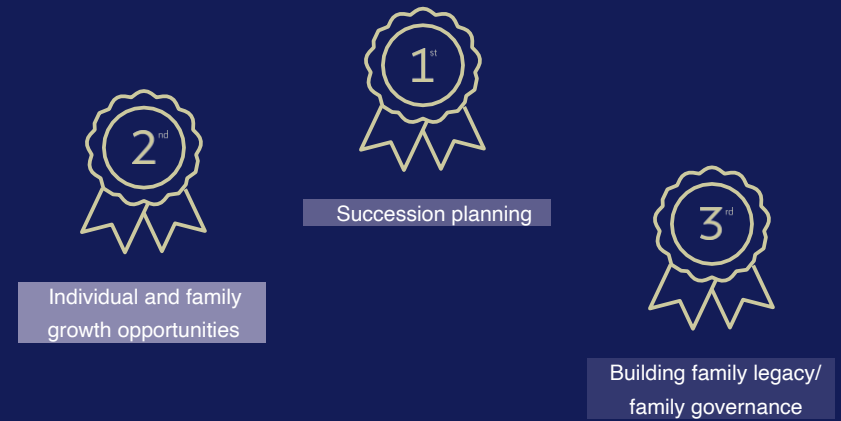 1st
Succession planning
2nd
Individual and family
growth opportunities
3rd
Building family legacy/
family governance